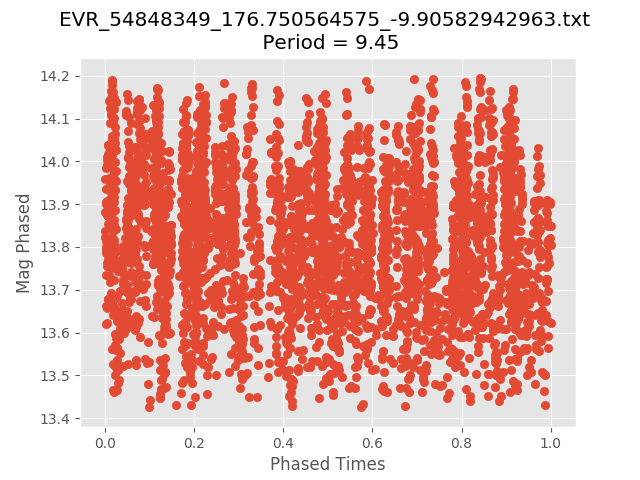 EVR_54848349_176.750564575_-9.90582942963.txt
Period = 9.45
14.2
14.1
14.0
13.9
13.8
13.7
13.6
13.5
13.4
Mag Phased
0.0 0.2 0.4 0.6 0.8 1.0
Phased Times